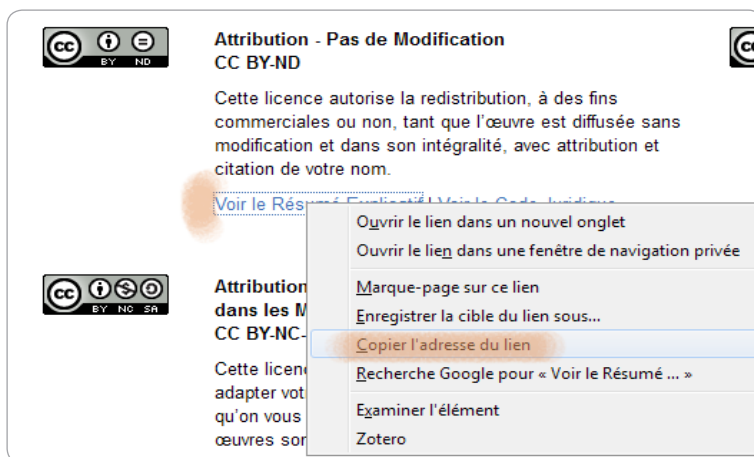 BY ND
Attribution - Pas de Modification
CC BY-ND
Cette licence autorise la redistribution, à des fins
commerciales ou non, tant que l'œuvre est diffusée sans
modification et dans son intégralité, avec attribution et
citation de votre nom.
Voir le Résumé Explicatif | Voir le Code Juridique
cc BY NC SA
Attribution
dans les M
CC BY-NC-
Cette licen
adapter vot
qu'on vous
œuvres sor
Ouvrir le lien dans un nouvel onglet
Ouvrir le lien dans une fenêtre de navigation privée
Marque-page sur ce lien
Enregistrer la cible du lien sous...
Copier l'adresse du lien
Recherche Google pour « Voir le Résumé ... »
Examiner l'élément
Zotero